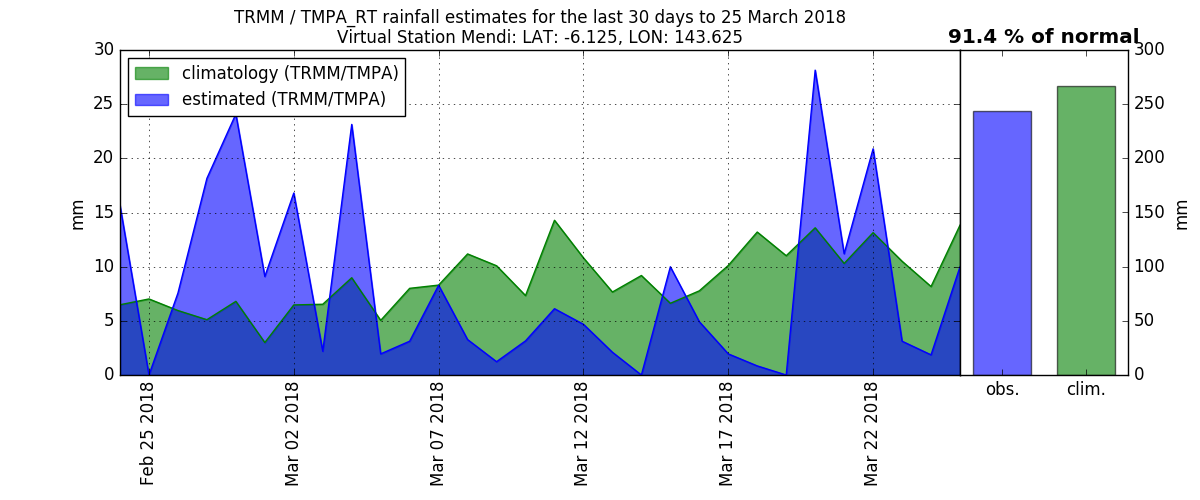 TRMM / TMPA_RT rainfall estimates for the last 30 days to 25 March 2018
Virtual Station Mendi: LAT: -6.125, LON: 143.625
91.4 % of normal
climatology (TRMM/TMPA)
estimated (TRMM/TMPA)
mm
30
25
20
15
10
5
0
Feb 25 2018
Mar 02 2018
Mar 07 2018
Mar 12 2018
Mar 17 2018
Mar 22 2018
obs.
clim.
300
250
200
150
100
50
0
mm